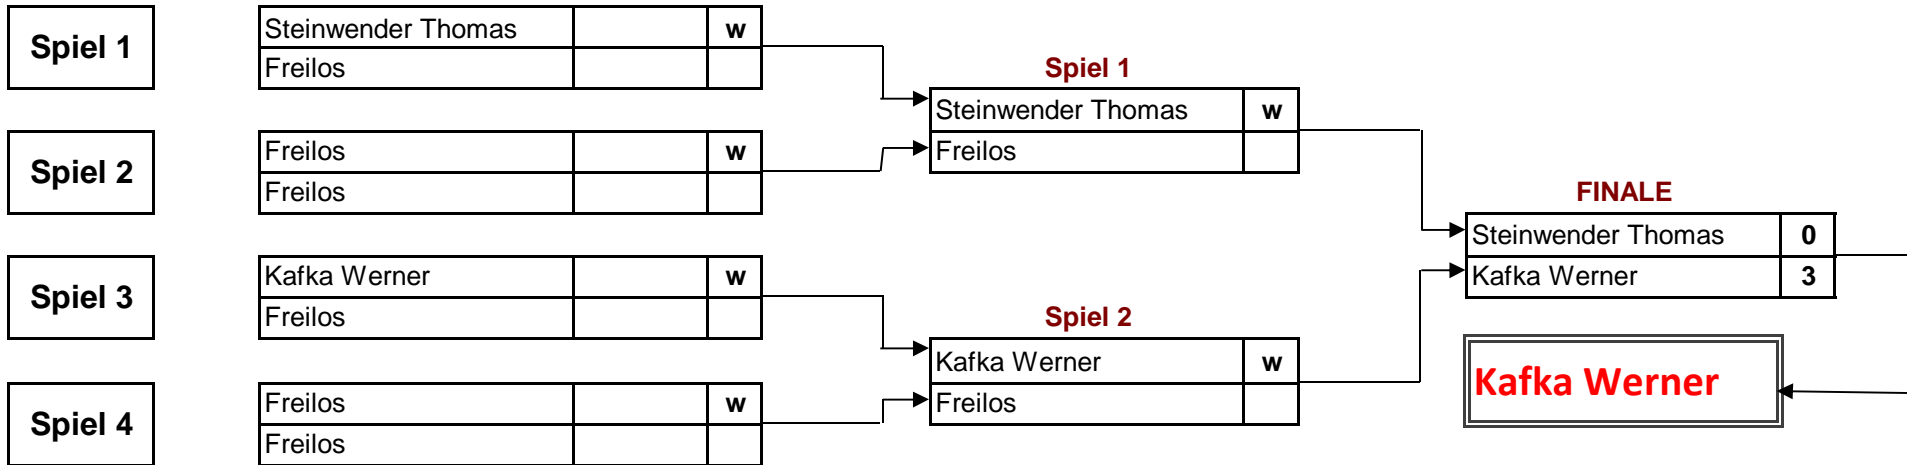 Spiel 1
Steinwender Thomas w
Freilos
Spiel 2
Freilos w
Freilos
Spiel 3
Kafka Werner w
Freilos
Spiel 4
Freilos w
Freilos
Spiel 1
Steinwender Thomas w
Freilos
Spiel 2
Kafka Werner w
Freilos
FINALE
Steinwender Thomas 0
Kafka Werner 3
Kafka Werner